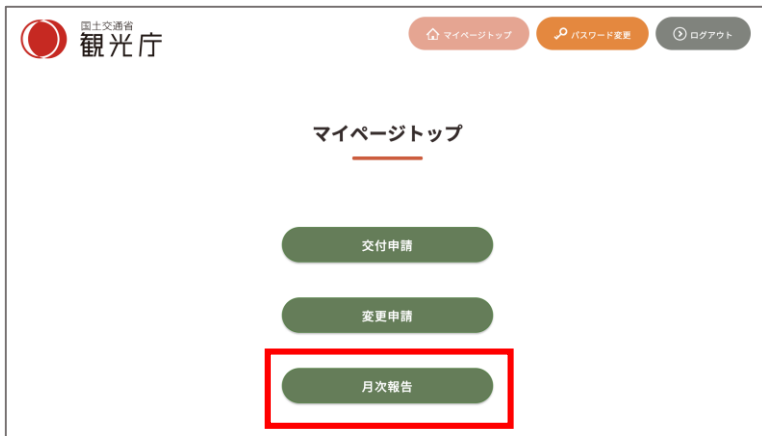 国土交通省
観光庁
マイページトップ
パスワード変更
ログアウト
マイページトップ
交付申請
変更申請
月次報告